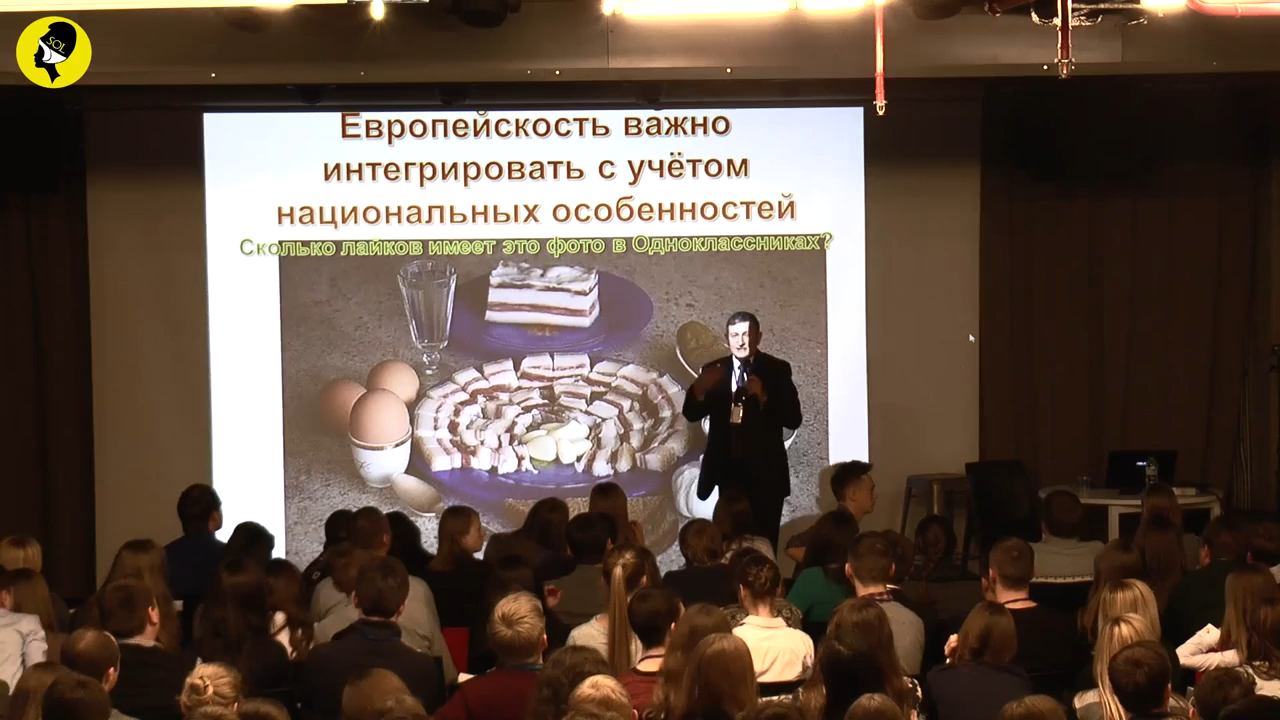 SOL
Европейскость важно
интегрировать с учётом
национальных особенностей
Сколько лайков имеет это фото в Одноклассниках?